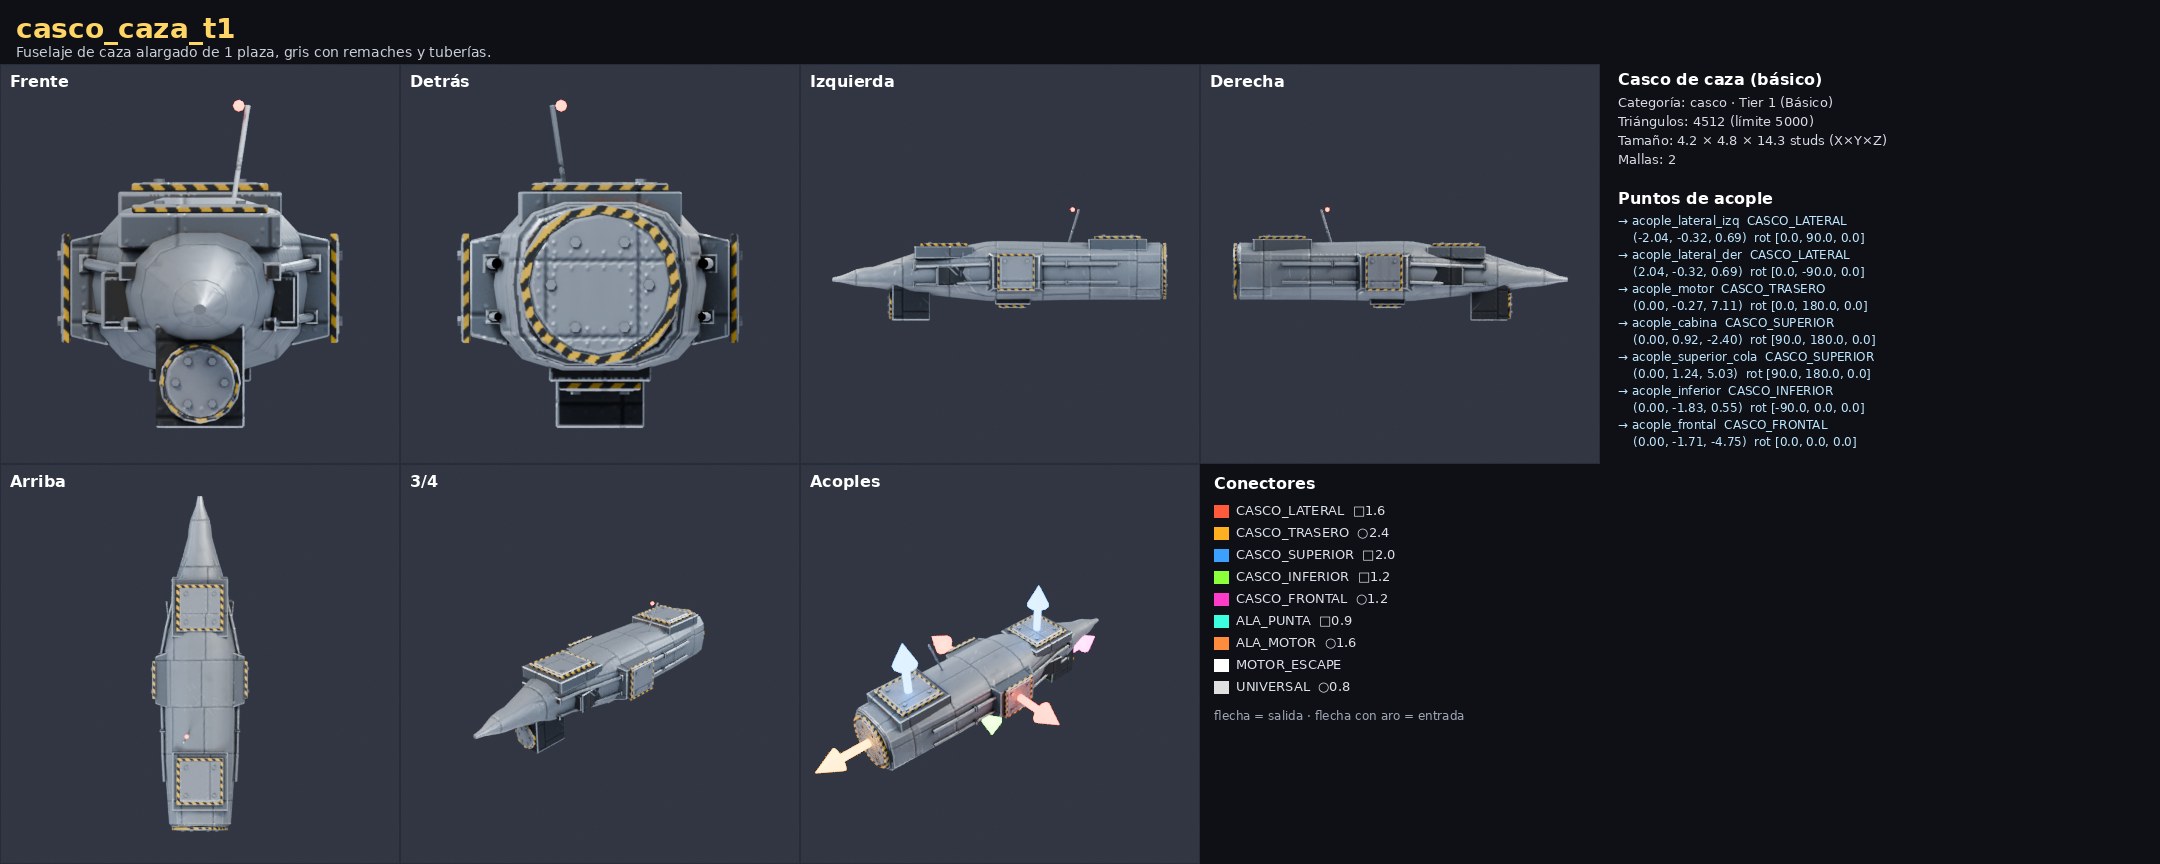 casco_caza_t1
Fuselaje de caza alargado de 1 plaza, gris con remaches y tuberías.
Frente
Detrás
Izquierda
Derecha
Casco de caza (básico)
Categoría: casco · Tier 1 (Básico)
Triángulos: 4512 (límite 5000)
Tamaño: 4.2 × 4.8 × 14.3 studs (X×Y×Z)
Mallas: 2
Puntos de acople
→ acople_lateral_izq CASCO_LATERAL
(-2.04, -0.32, 0.69) rot [0.0, 90.0, 0.0]
→ acople_lateral_der CASCO_LATERAL
(2.04, -0.32, 0.69) rot [0.0, -90.0, 0.0]
→ acople_motor CASCO_TRASERO
(0.00, -0.27, 7.11) rot [0.0, 180.0, 0.0]
→ acople_cabina CASCO_SUPERIOR
(0.00, 0.92, -2.40) rot [90.0, 180.0, 0.0]
→ acople_superior_cola CASCO_SUPERIOR
(0.00, 1.24, 5.03) rot [90.0, 180.0, 0.0]
→ acople_inferior CASCO_INFERIOR
(0.00, -1.83, 0.55) rot [-90.0, 0.0, 0.0]
→ acople_frontal CASCO_FRONTAL
(0.00, -1.71, -4.75) rot [0.0, 0.0, 0.0]
Arriba
3/4
Acoples
Conectores
CASCO_LATERAL □1.6
CASCO_TRASERO ○2.4
CASCO_SUPERIOR □2.0
CASCO_INFERIOR □1.2
CASCO_FRONTAL ○1.2
ALA_PUNTA □0.9
ALA_MOTOR ○1.6
MOTOR_ESCAPE
UNIVERSAL ○0.8
flecha = salida · flecha con aro = entrada